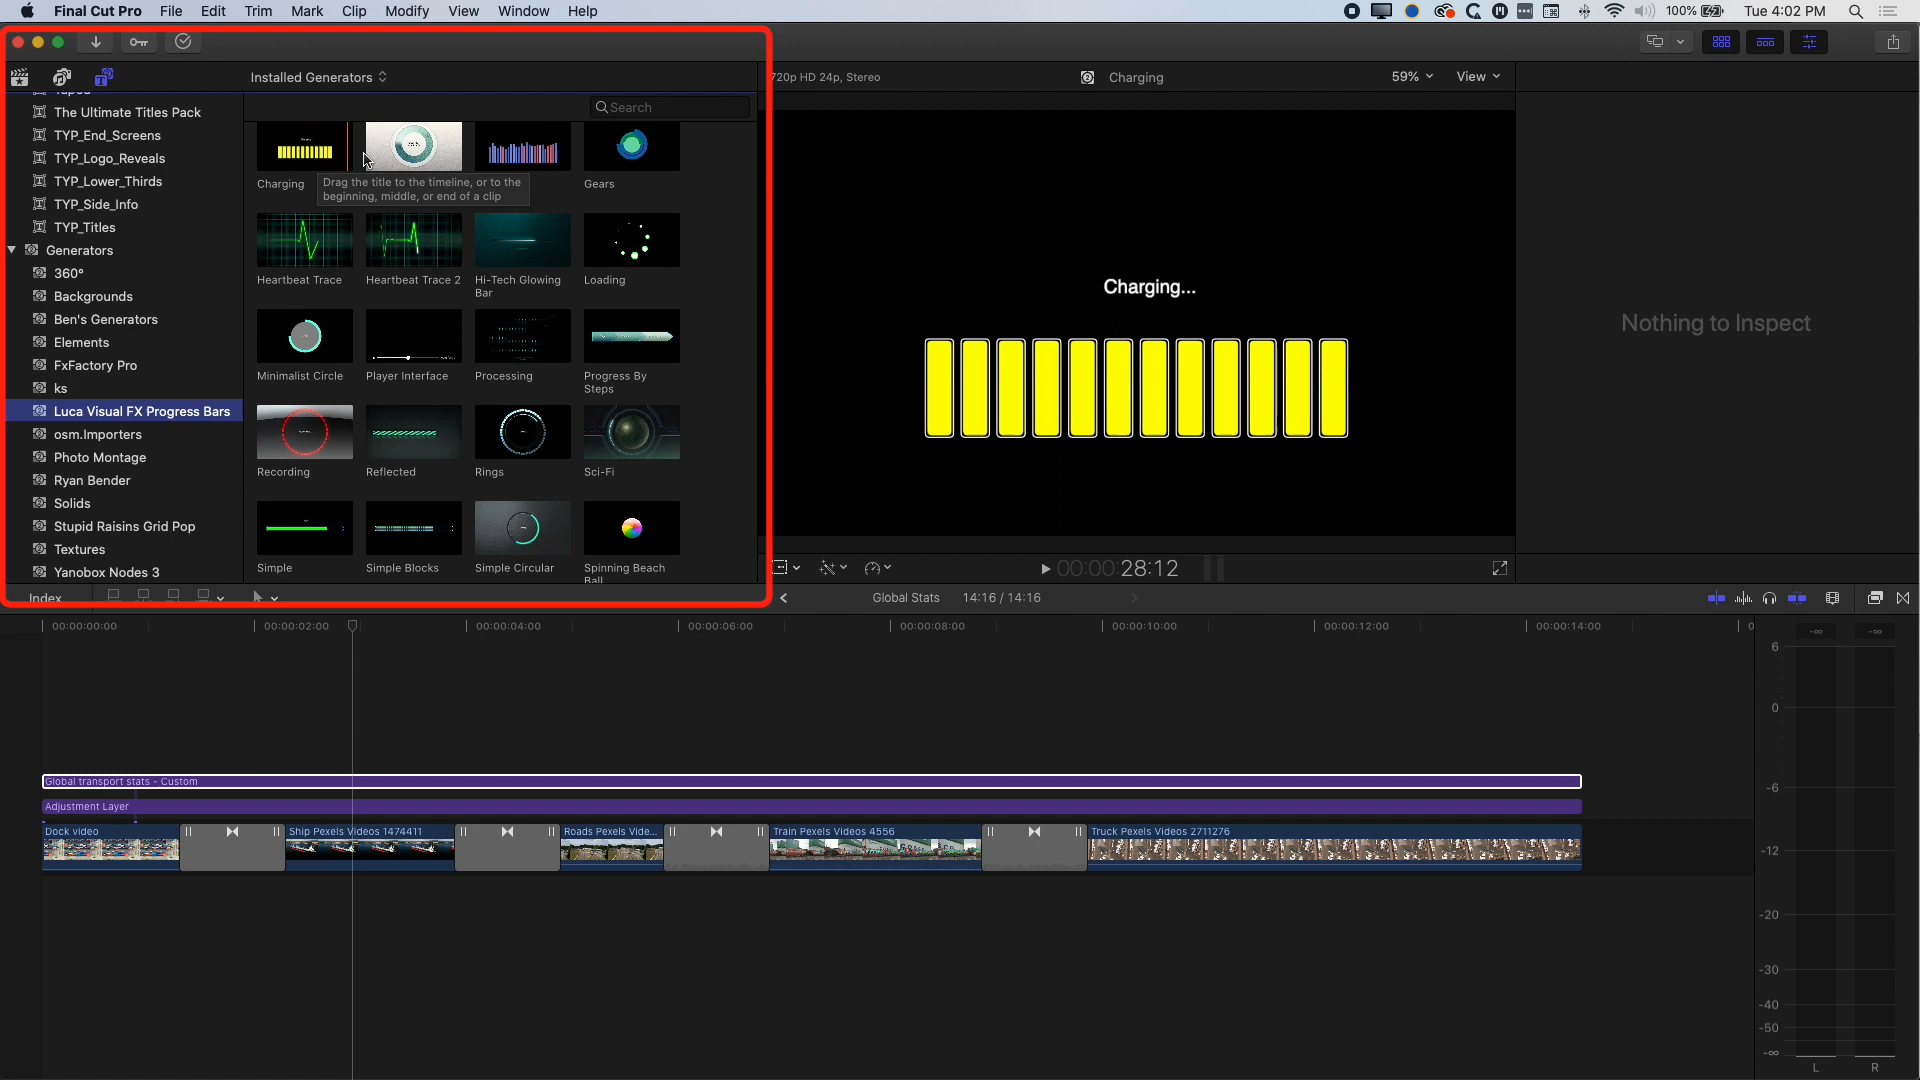 Final Cut Pro File Edit Trim Mark Clip Modify View Window Help 100% Tue 4:02 PM
Installed Generators
720p HD 24p, Stereo
Charging
59% View
Search
The Ultimate Titles Pack
TYP_End_Screens
TYP_Logo_Reveals
TYP_Lower_Thirds
TYP_Side_Info
TYP_Titles
Generators
360°
Backgrounds
Ben's Generators
Elements
FxFactory Pro
ks
Luca Visual FX Progress Bars
osm.Importers
Photo Montage
Ryan Bender
Solids
Stupid Raisins Grid Pop
Textures
Yanobox Nodes 3
Charging
Gears
Drag the title to the timeline, or to the
beginning, middle, or end of a clip
Heartbeat Trace
Heartbeat Trace 2
Hi-Tech Glowing
Bar
Loading
Minimalist Circle
Player Interface
Processing
Progress By
Steps
Recording
Reflected
Rings
Sci-Fi
Simple
Simple Blocks
Simple Circular
Spinning Beach
Ball
Charging...
Nothing to Inspect
00:00:00:28:12
Index
Global Stats 14:16 / 14:16
00:00:00:00
00:00:02:00
00:00:04:00
00:00:06:00
00:00:08:00
00:00:10:00
00:00:12:00
00:00:14:00
Global transport stats - Custom
Adjustment Layer
Dock video
Ship Pexels Videos 1474411
Roads Pexels Vide...
Train Pexels Videos 4556
Truck Pexels Videos 2711276
-∞ -∞
6
0
-6
-12
-20
-30
-40
-50
-∞
L R